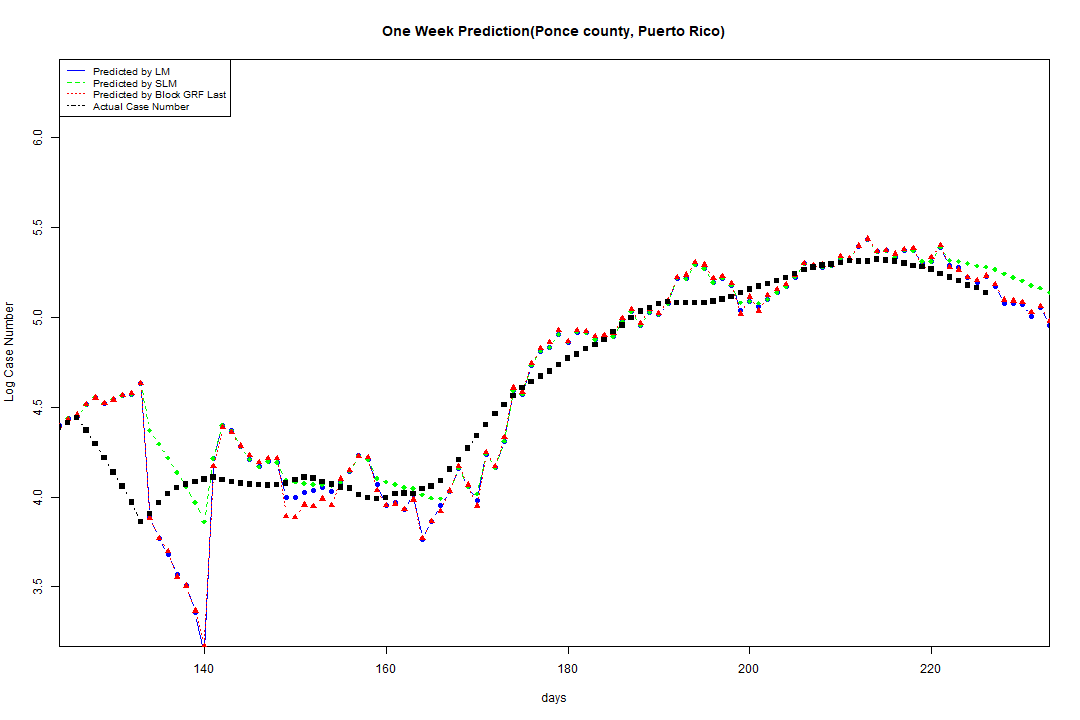 One Week Prediction(Ponce county, Puerto Rico)
Predicted by LM
Predicted by SLM
Predicted by Block GRF Last
Actual Case Number
6.0
5.5
5.0
4.5
4.0
3.5
Log Case Number
140 160 180 200 220
days